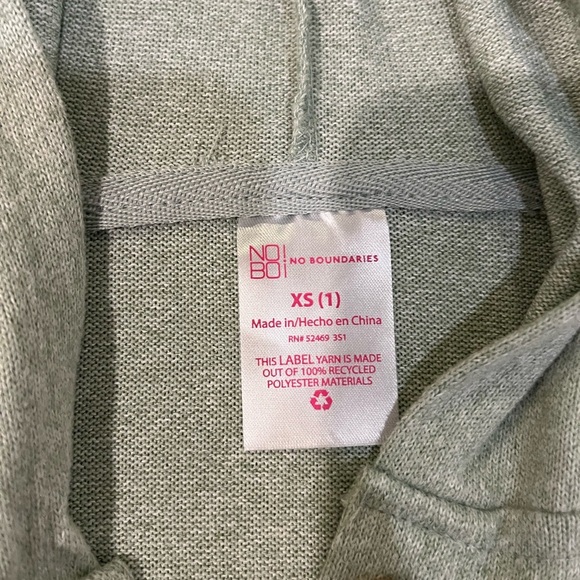 NO!
BO!
NO BOUNDARIES
XS (1)
Made in/Hecho en China
RN# 52469 3S1
THIS LABEL YARN IS MADE
OUT OF 100% RECYCLED
POLYESTER MATERIALS